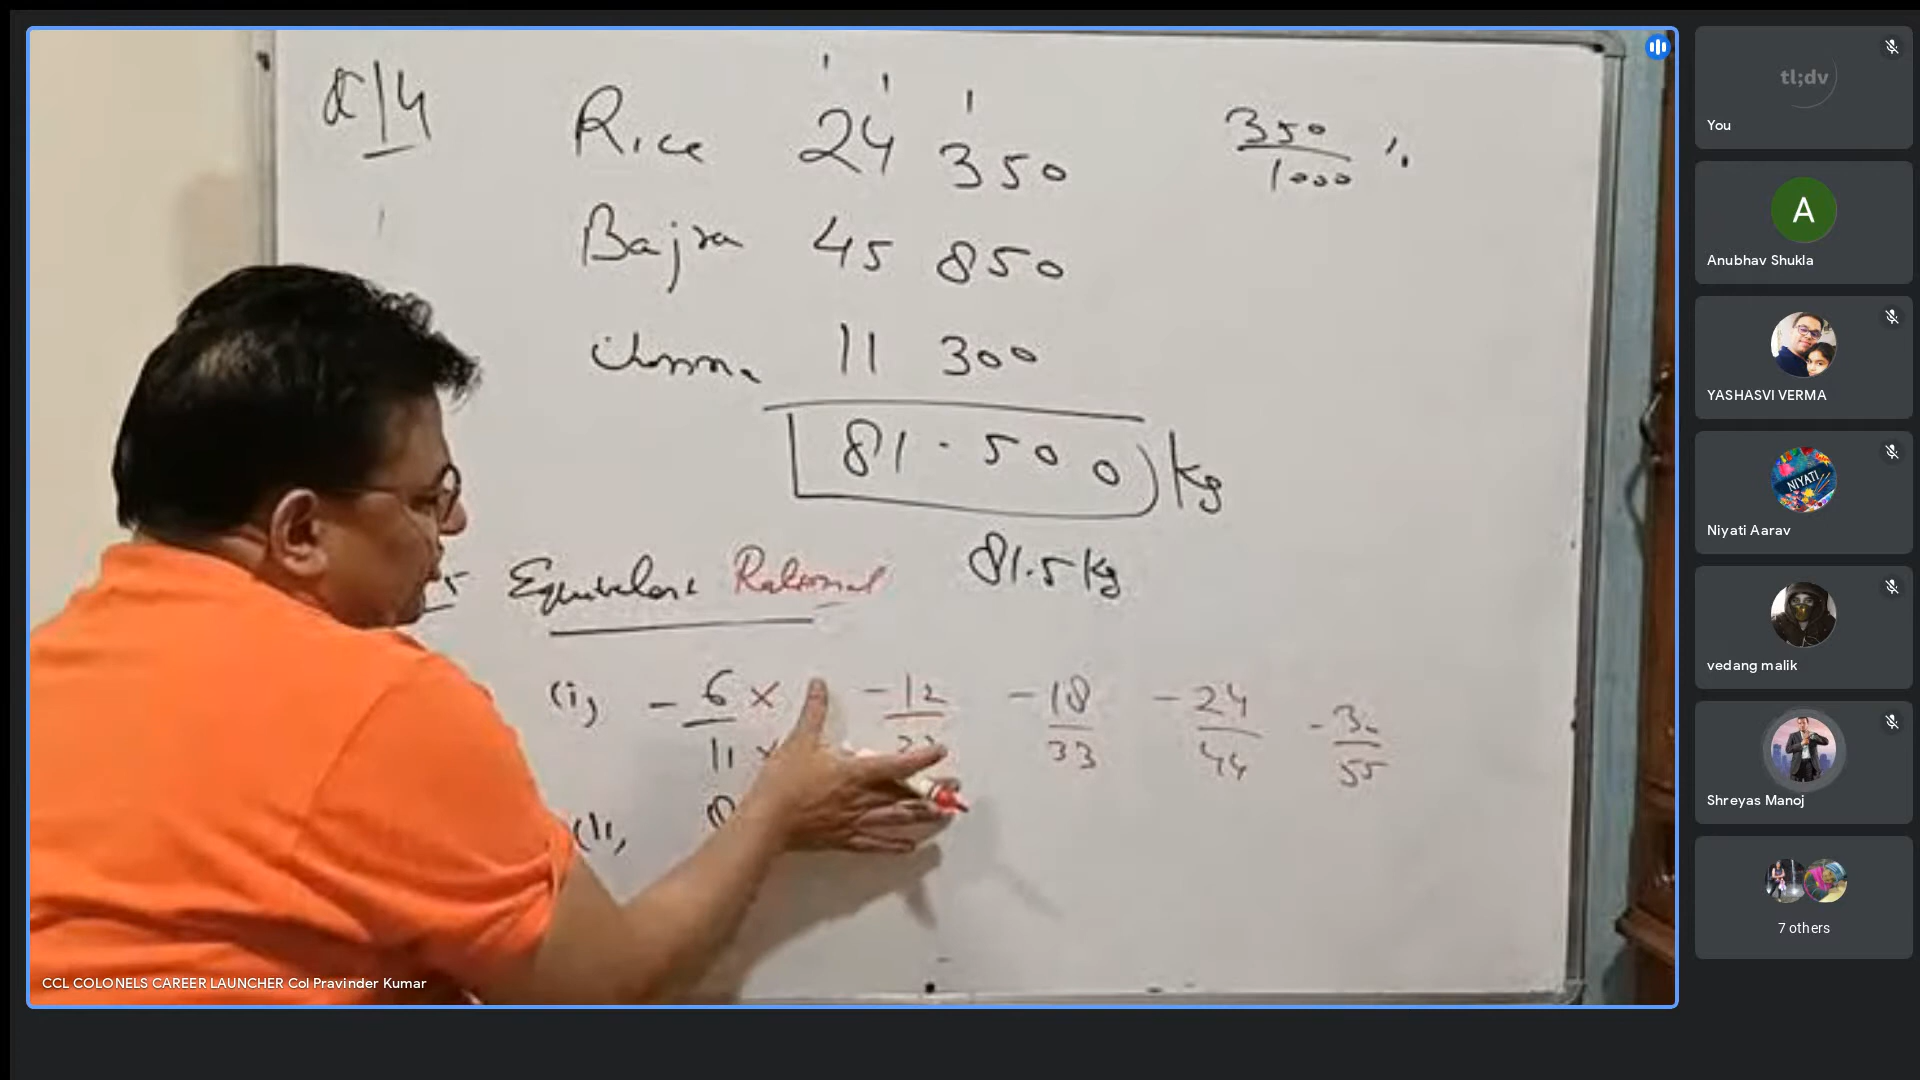 Q/4
Rice 24 350
350
1000
Bajra 45 850
11 300
81.500 kg
81.5 kg
Equivalent Rational
(i) -6 × -12 -18 -24 -30
11 × 33 44 55
(ii)
CCL COLONELS CAREER LAUNCHER Col Pravinder Kumar
tl;dv
You
A
Anubhav Shukla
YASHASVI VERMA
NIYATI
Niyati Aarav
vedang malik
Shreyas Manoj
7 others